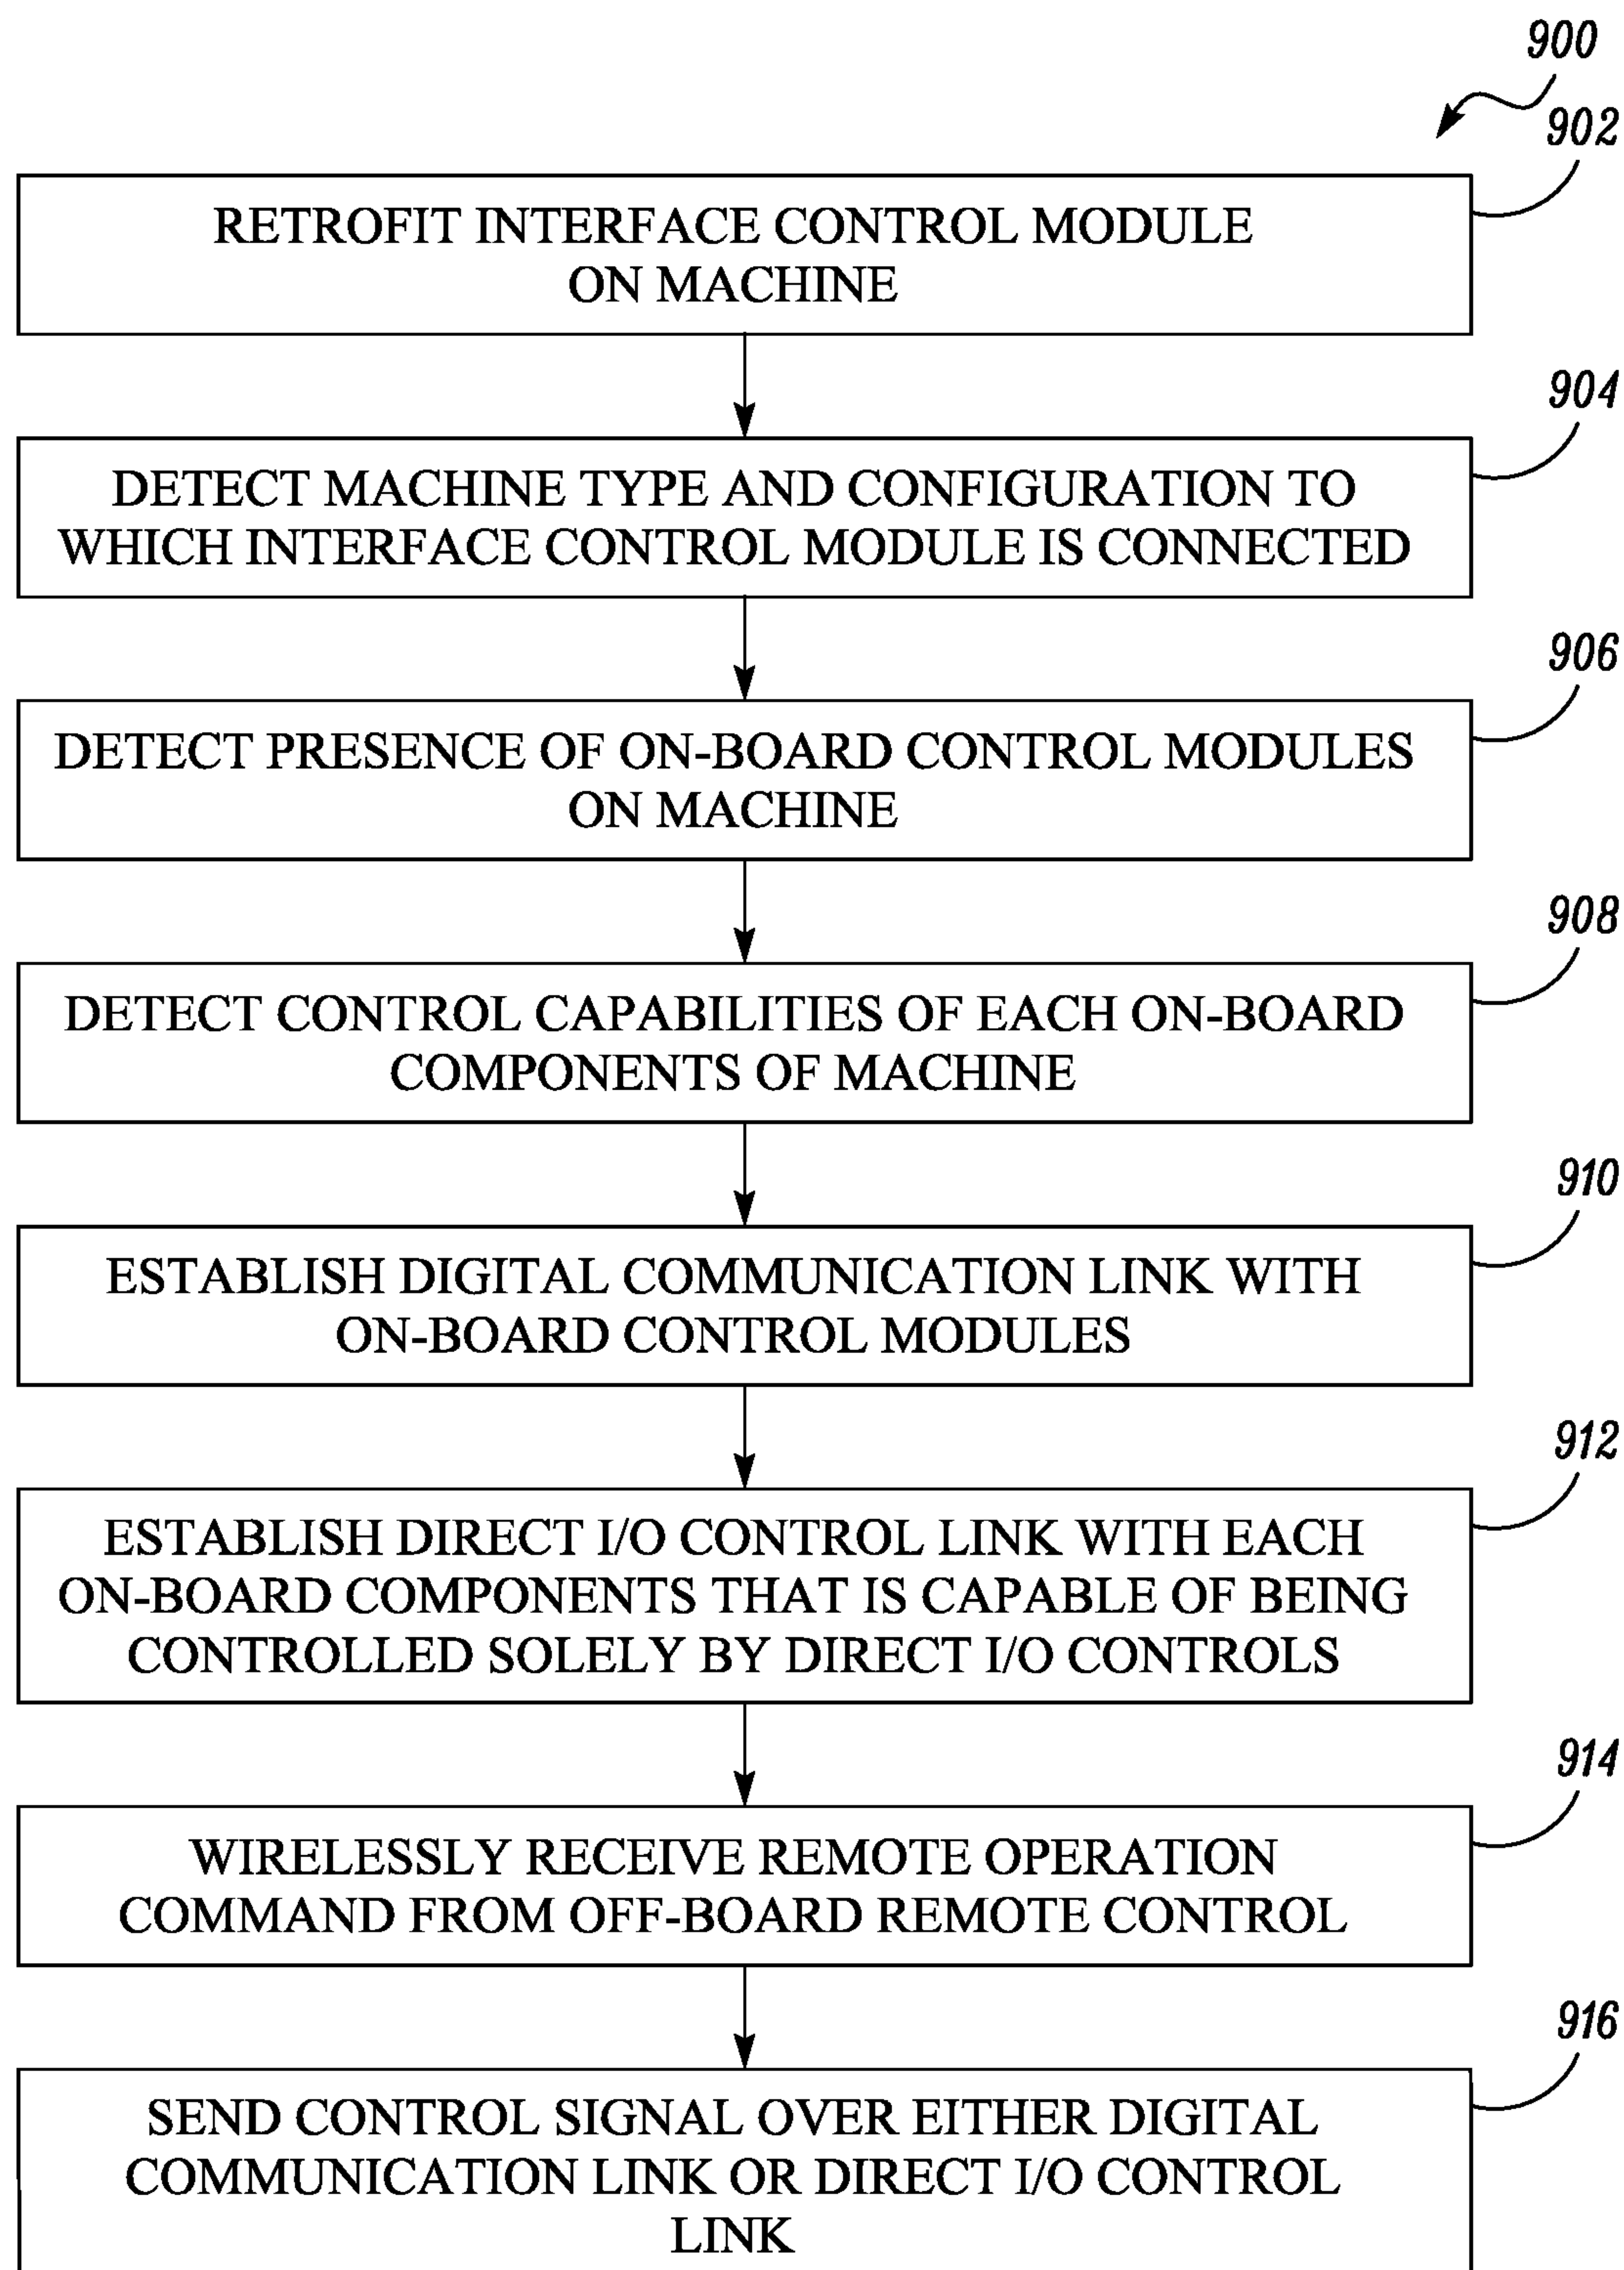 900
902
RETROFIT INTERFACE CONTROL MODULE
ON MACHINE
904
DETECT MACHINE TYPE AND CONFIGURATION TO
WHICH INTERFACE CONTROL MODULE IS CONNECTED
906
DETECT PRESENCE OF ON-BOARD CONTROL MODULES
ON MACHINE
908
DETECT CONTROL CAPABILITIES OF EACH ON-BOARD
COMPONENTS OF MACHINE
910
ESTABLISH DIGITAL COMMUNICATION LINK WITH
ON-BOARD CONTROL MODULES
912
ESTABLISH DIRECT I/O CONTROL LINK WITH EACH
ON-BOARD COMPONENTS THAT IS CAPABLE OF BEING
CONTROLLED SOLELY BY DIRECT I/O CONTROLS
914
WIRELESSLY RECEIVE REMOTE OPERATION
COMMAND FROM OFF-BOARD REMOTE CONTROL
916
SEND CONTROL SIGNAL OVER EITHER DIGITAL
COMMUNICATION LINK OR DIRECT I/O CONTROL
LINK